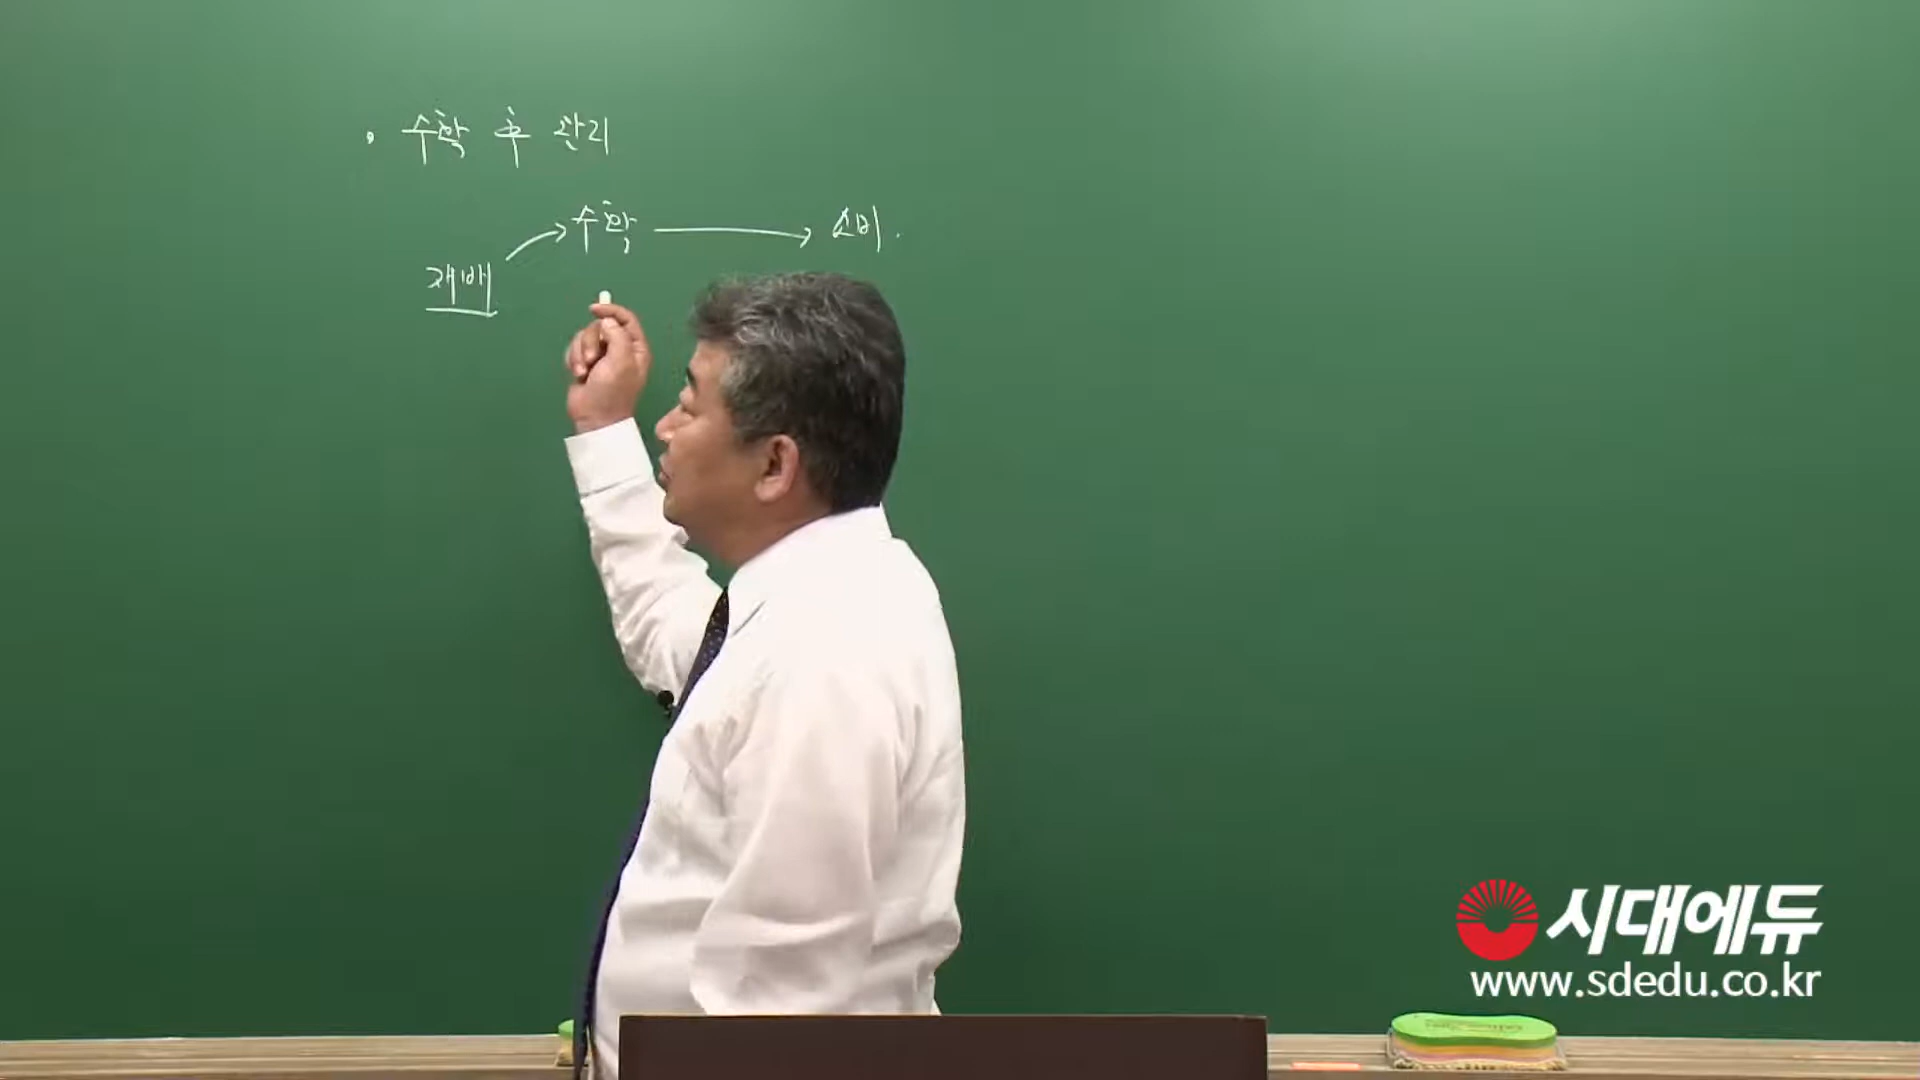 · 수확 후 관리
수확 → 소비.
재배
시대에듀
www.sdedu.co.kr